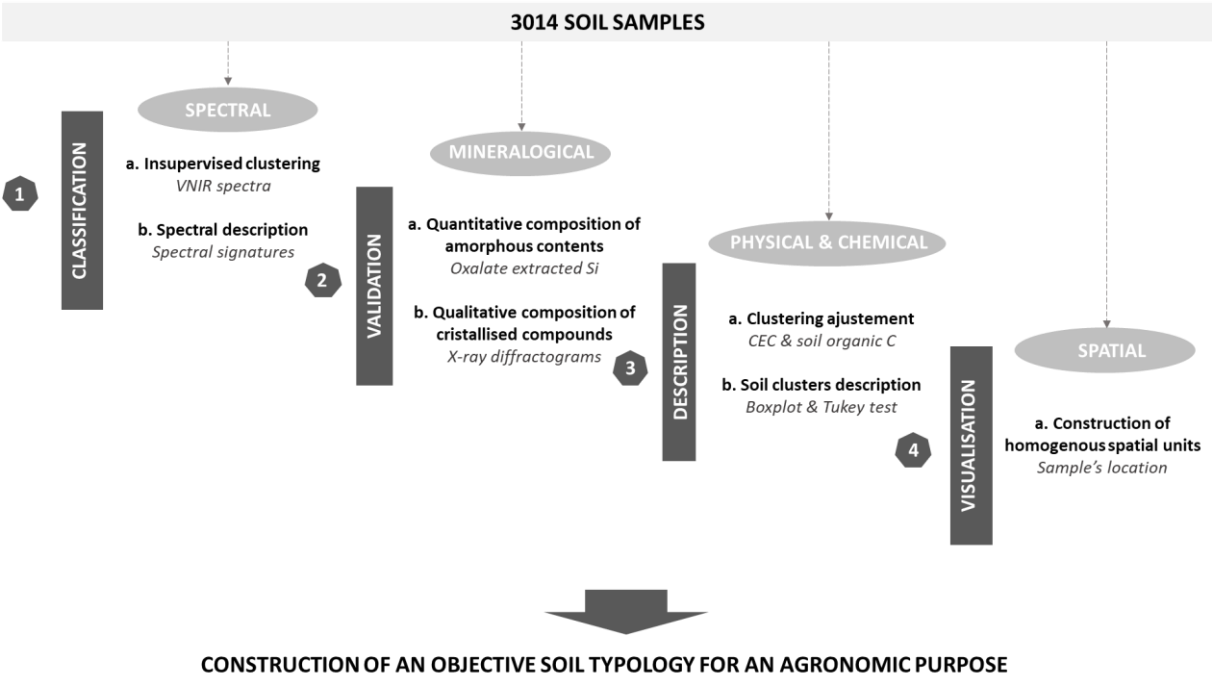 3014 SOIL SAMPLES
1
CLASSIFICATION
SPECTRAL
a. Insupervised clustering
VNIR spectra
b. Spectral description
Spectral signatures
2
VALIDATION
MINERALOGICAL
a. Quantitative composition of
amorphous contents
Oxalate extracted Si
b. Qualitative composition of
cristallised compounds
X-ray diffractograms
3
DESCRIPTION
PHYSICAL & CHEMICAL
a. Clustering ajustement
CEC & soil organic C
b. Soil clusters description
Boxplot & Tukey test
4
VISUALISATION
SPATIAL
a. Construction of
homogenous spatial units
Sample's location
CONSTRUCTION OF AN OBJECTIVE SOIL TYPOLOGY FOR AN AGRONOMIC PURPOSE